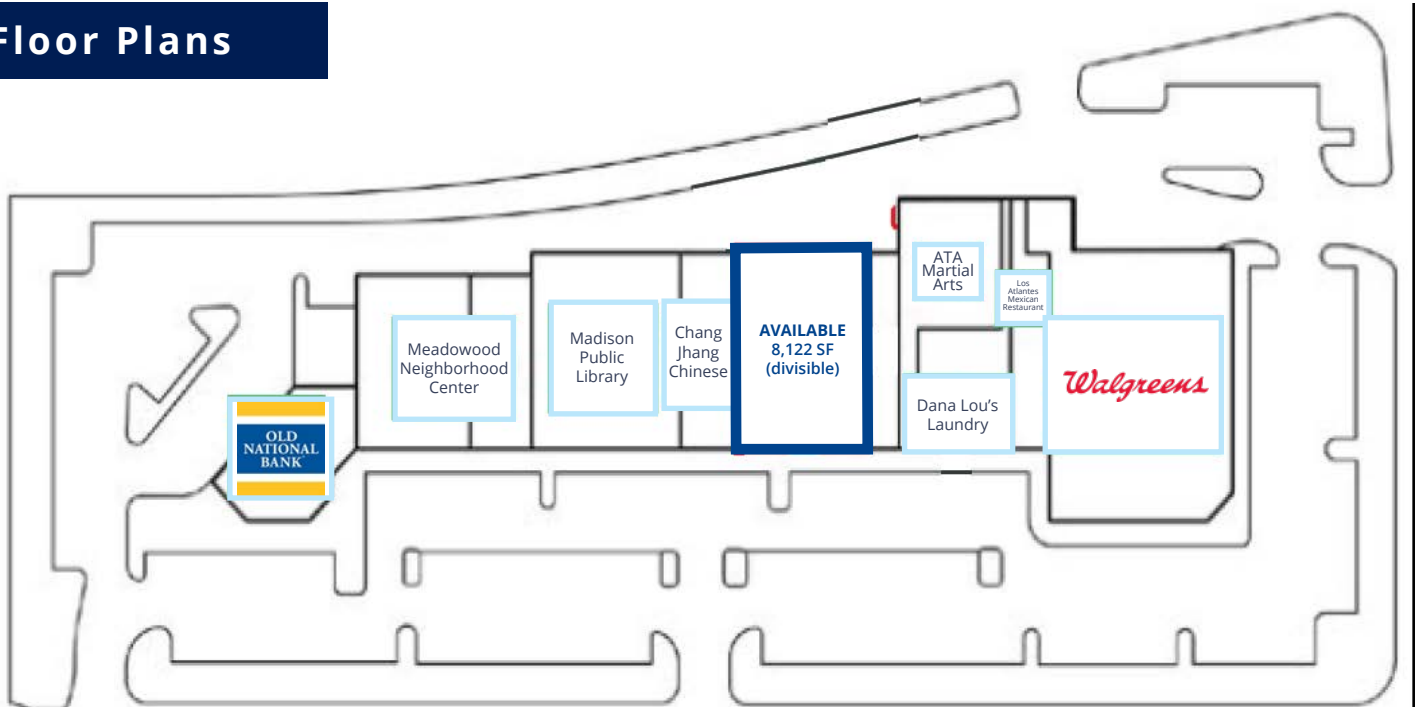 Floor Plans
ATA
Martial
Arts
Los
Atlantes
Mexican
Restaurant
Meadowood
Neighborhood
Center
Madison
Public
Library
Chang
Jhang
Chinese
AVAILABLE
8,122 SF
(divisible)
Dana Lou’s
Laundry
Walgreens
OLD
NATIONAL
BANK